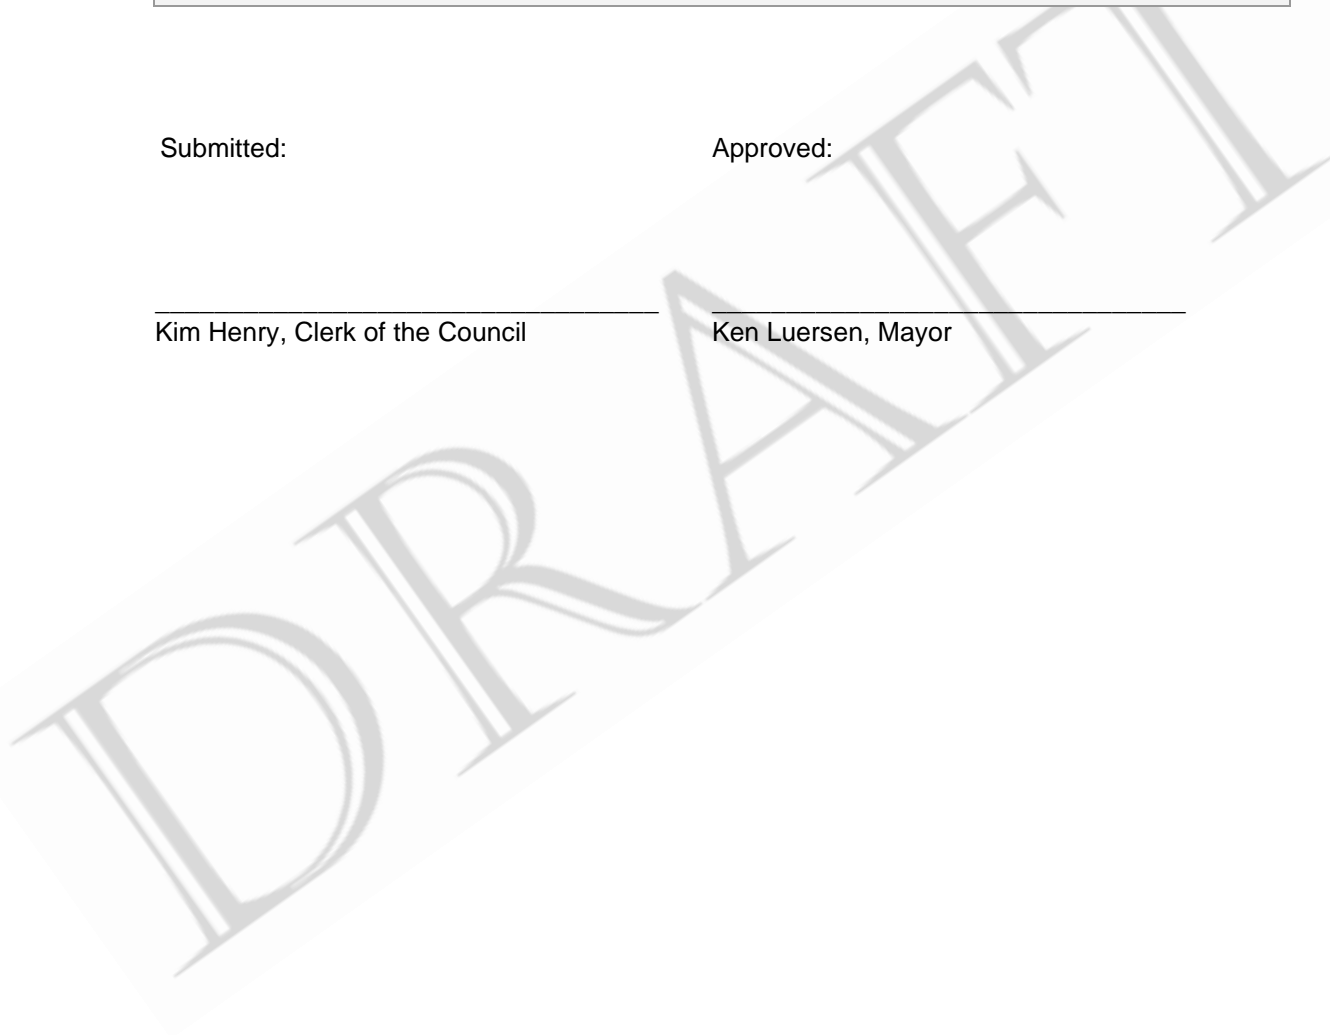 Submitted: Approved:
Kim Henry, Clerk of the Council Ken Luersen, Mayor
DRAFT